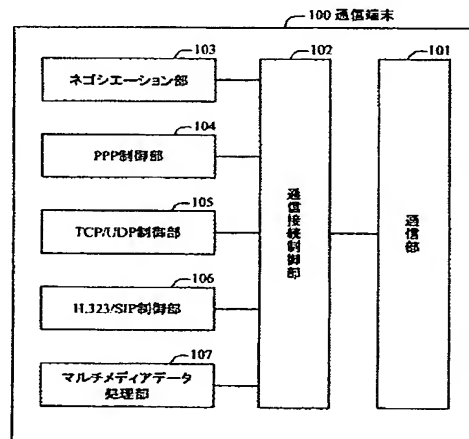 100 通信端末
103
ネゴシエーション部
104
PPP制御部
105
TCP/UDP制御部
106
H.323/SIP制御部
107
マルチメディアデータ
処理部
102
通信接続制御部
101
通信部